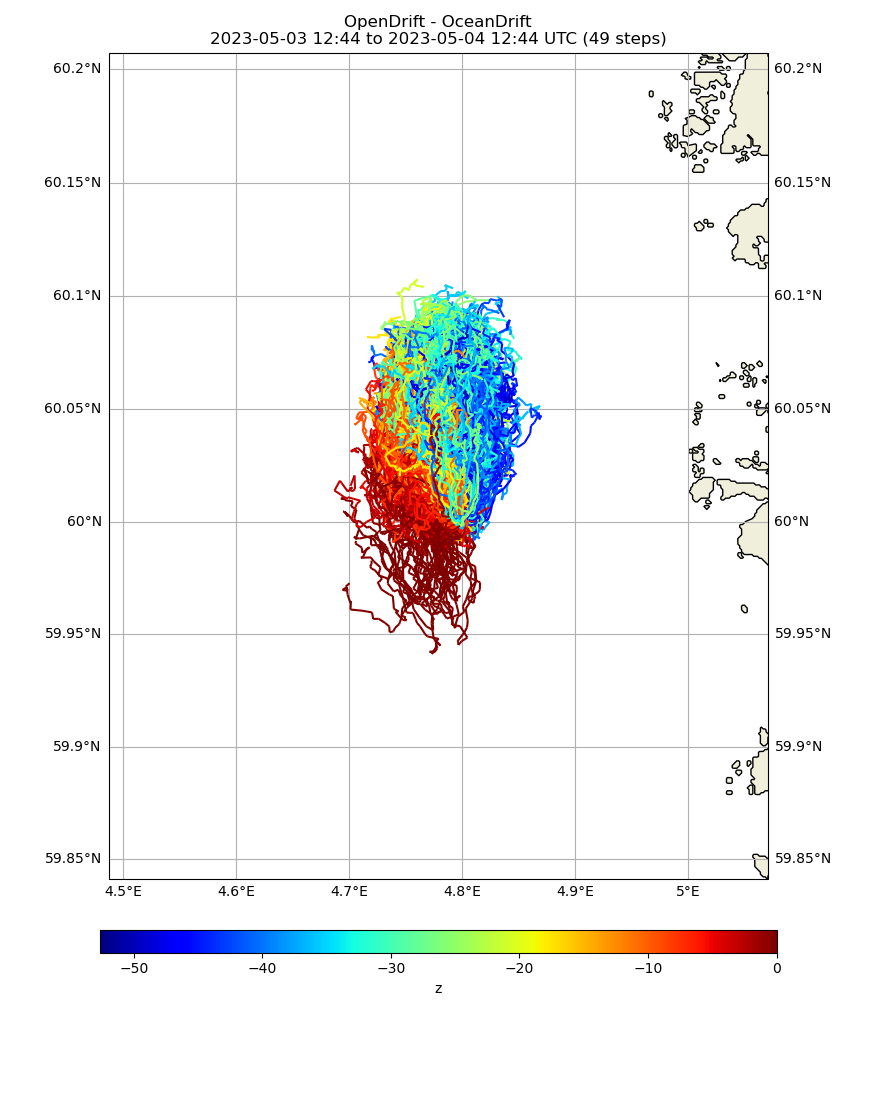 OpenDrift - OceanDrift
2023-05-03 12:44 to 2023-05-04 12:44 UTC (49 steps)
60.2°N 60.2°N
60.15°N 60.15°N
60.1°N 60.1°N
60.05°N 60.05°N
60°N 60°N
59.95°N 59.95°N
59.9°N 59.9°N
59.85°N 59.85°N
4.5°E 4.6°E 4.7°E 4.8°E 4.9°E 5°E
−50 −40 −30 −20 −10 0
z